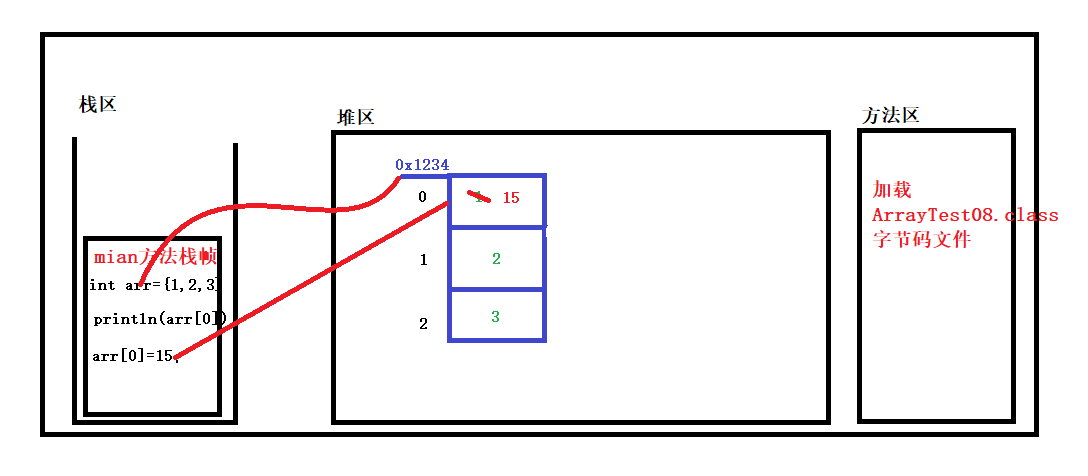 栈区
mian方法栈帧
int arr={1,2,3}
println(arr[0])
arr[0]=15;
堆区
0x1234
0
1 15
1
2
2
3
方法区
加载
ArrayTest08.class
字节码文件